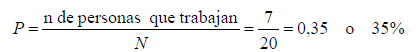 P = n de personas que trabajan / N = 7 / 20 = 0,35 o 35%